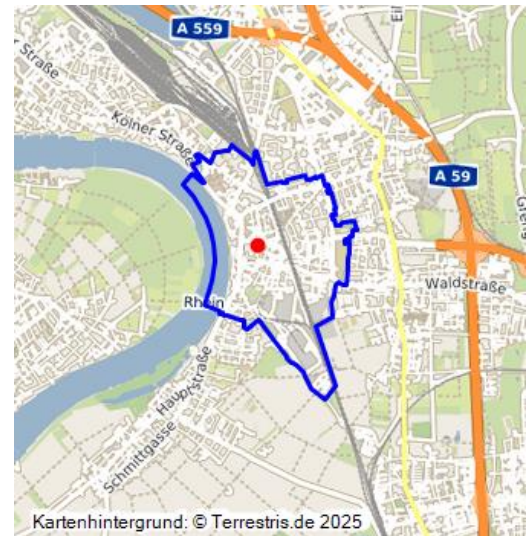 A 559
Straße
Kölner Straße
A 59
Waldstraße
Rhein
Hauptstraße
Schmittgasse
Kartenhintergrund: © Terrestris.de 2025